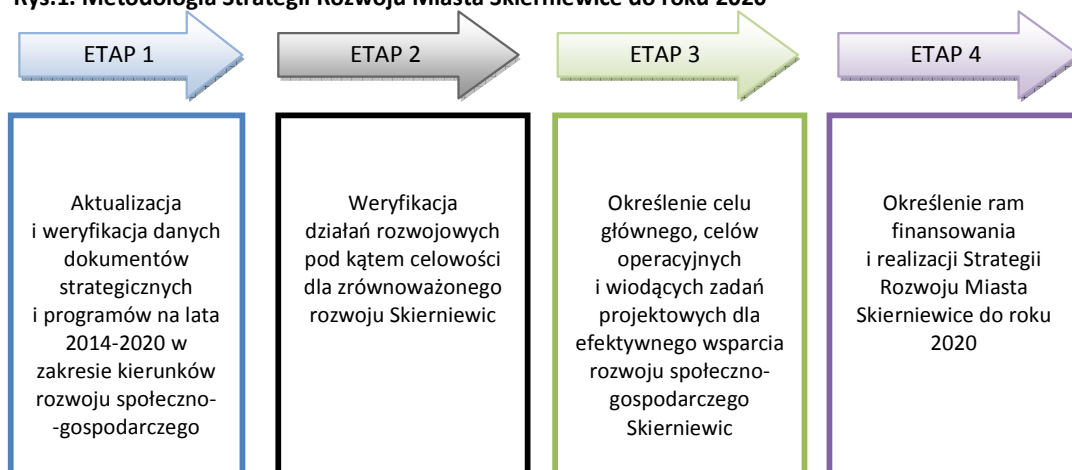 Rys.1. Metodologia Strategii Rozwoju Miasta Skierniewice do roku 2020
ETAP 1
ETAP 2
ETAP 3
ETAP 4
Aktualizacja
i weryfikacja danych
dokumentów
strategicznych
i programów na lata
2014-2020 w
zakresie kierunków
rozwoju społeczno-
-gospodarczego
Weryfikacja
działań rozwojowych
pod kątem celowości
dla zrównoważonego
rozwoju Skierniewic
Określenie celu
głównego, celów
operacyjnych
i wiodących zadań
projektowych dla
efektywnego wsparcia
rozwoju społeczno-
gospodarczego
Skierniewic
Określenie ram
finansowania
i realizacji Strategii
Rozwoju Miasta
Skierniewice do roku
2020